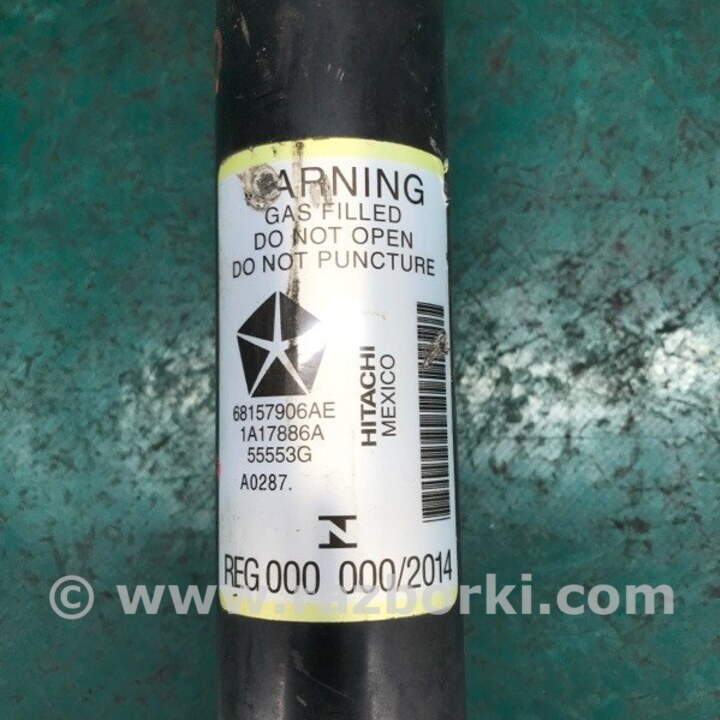 WARNING
GAS FILLED
DO NOT OPEN
DO NOT PUNCTURE
68157906AE
1A17886A
55553G
A0287.
HITACHI
MEXICO
REG 000 000/2014
© www.razborki.com